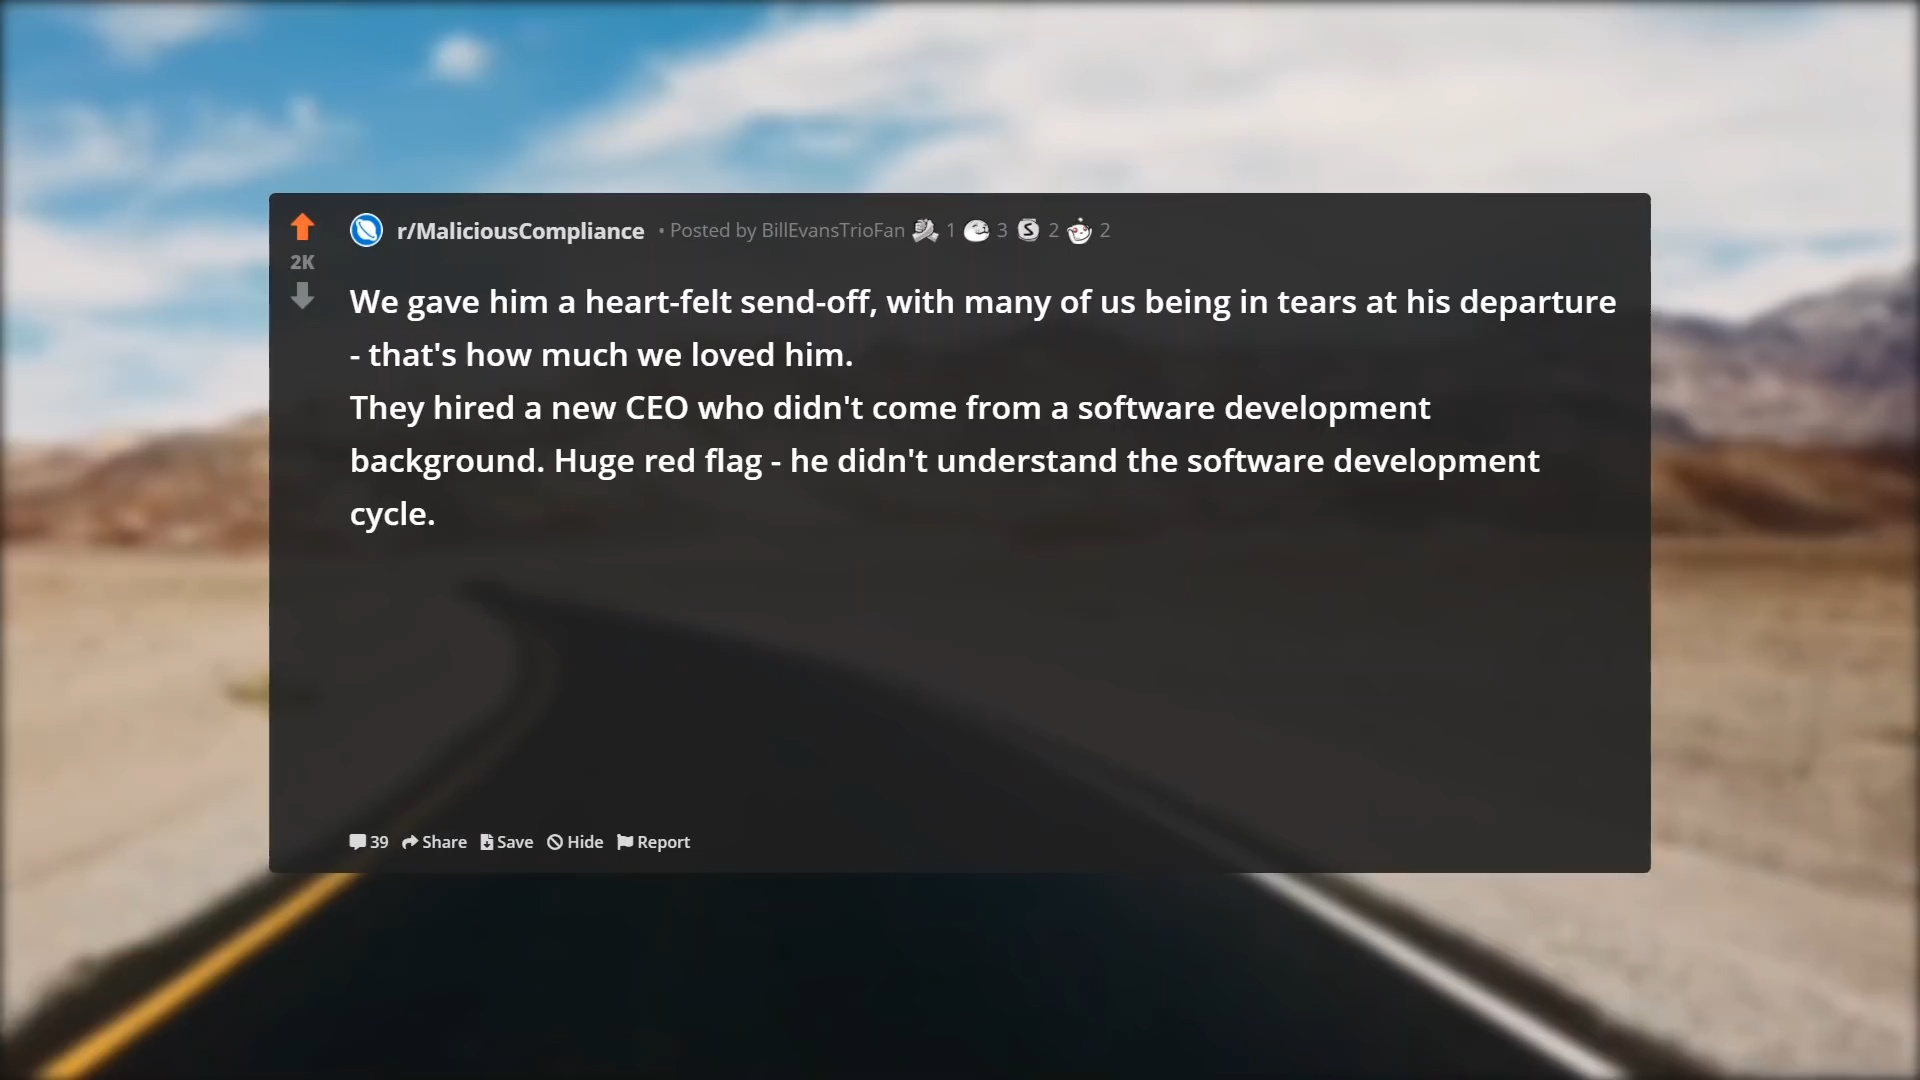 r/MaliciousCompliance • Posted by BillEvansTrioFan 1 3 2 2
2K
We gave him a heart-felt send-off, with many of us being in tears at his departure
- that's how much we loved him.
They hired a new CEO who didn't come from a software development
background. Huge red flag - he didn't understand the software development
cycle.
39 Share Save Hide Report